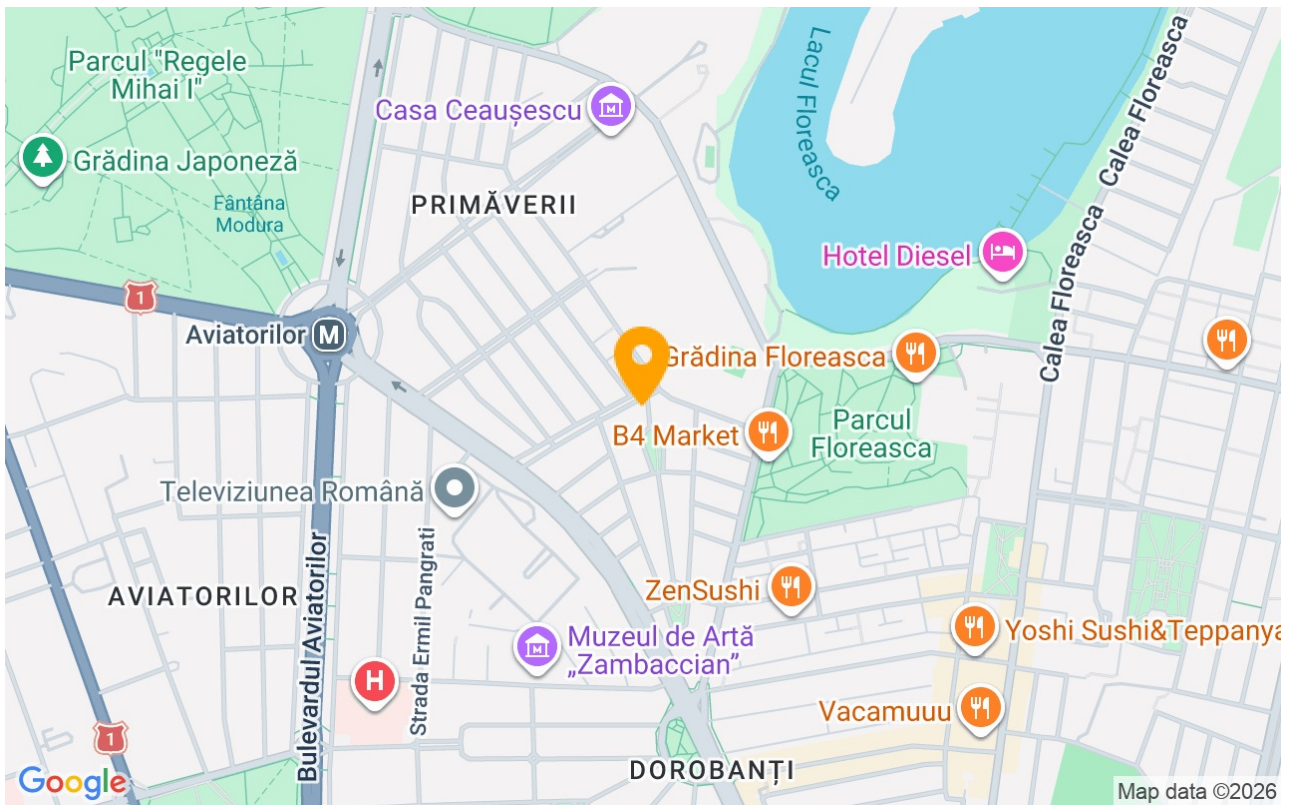 Parcul "Regele
Mihai I"
Casa Ceaușescu
Lacul Floreasca
Calea Floreasca
Grădina Japoneză
Fântâna
Modura
PRIMĂVERII
Calea Floreasca
Hotel Diesel
1
Aviatorilor
M
Calea Floreasca
Grădina Floreasca
B4 Market
Parcul
Floreasca
Televiziunea Română
Bulevardul Aviatorilor
Strada Ermil Pangrati
AVIATORILOR
ZenSushi
Muzeul de Artă
„Zambaccian”
Yoshi Sushi&Teppanya
H
Vacamuuu
1
DOROBANȚI
Google
Map data ©2026